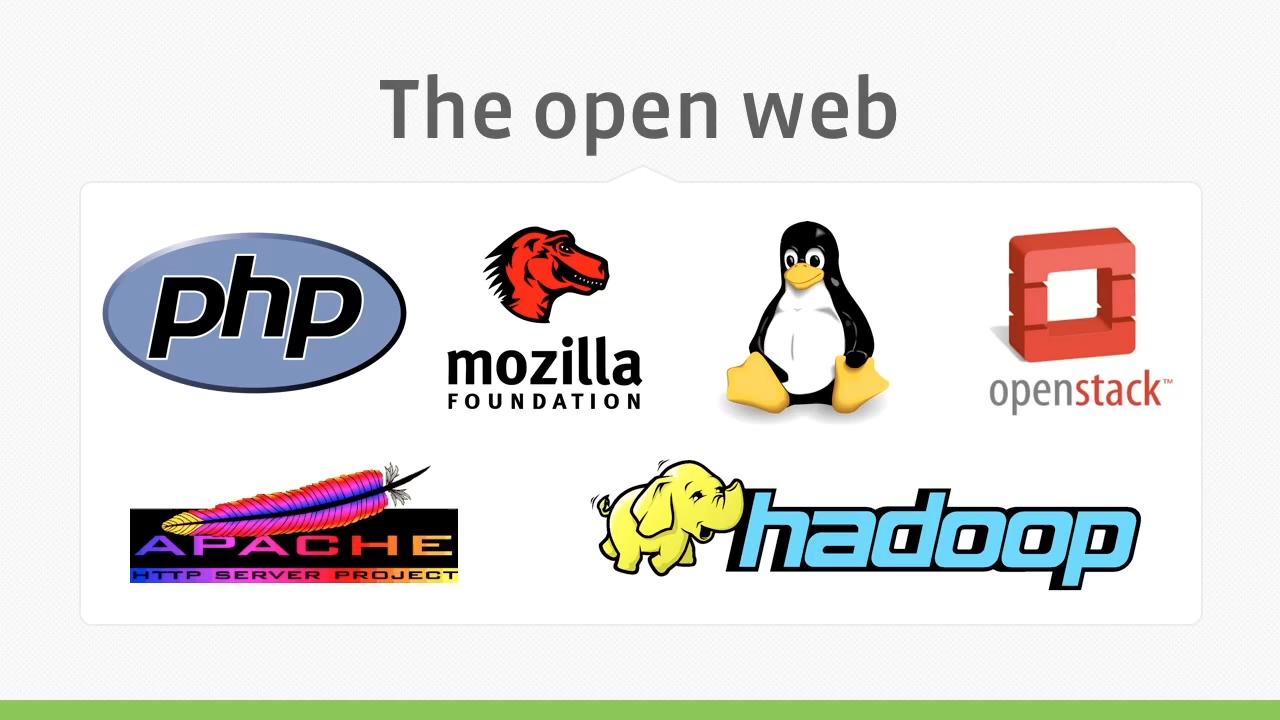 The open web
php
mozilla
FOUNDATION
openstack™
APACHE
HTTP SERVER PROJECT
hadoop